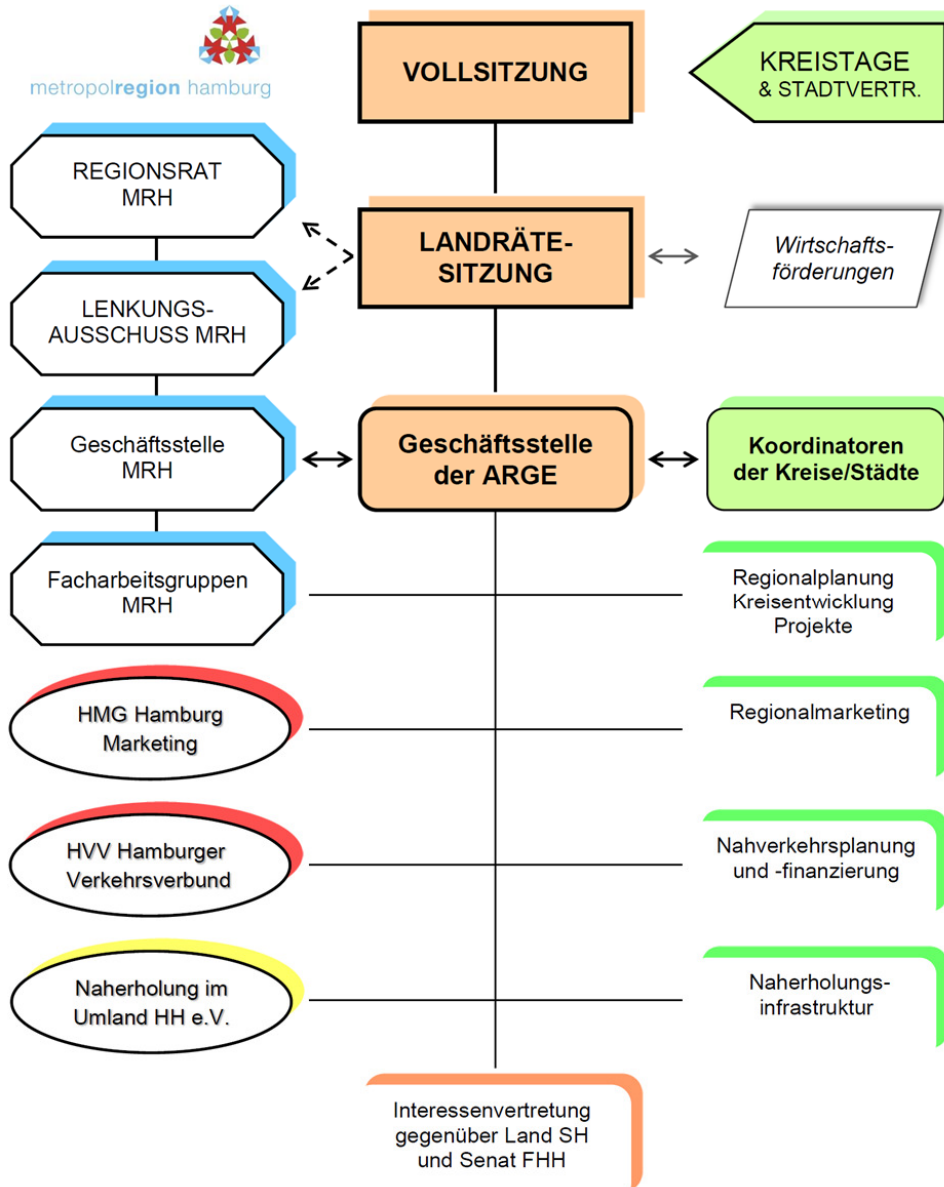 metropolregion hamburg
VOLLSITZUNG
KREISTAGE
& STADTVERTR.
REGIONSRAT
MRH
LANDRÄTE-
SITZUNG
Wirtschafts-
förderungen
LENKUNGS-
AUSSCHUSS MRH
Geschäftsstelle
MRH
Geschäftsstelle
der ARGE
Koordinatoren
der Kreise/Städte
Facharbeitsgruppen
MRH
Regionalplanung
Kreisentwicklung
Projekte
HMG Hamburg
Marketing
Regionalmarketing
HVV Hamburger
Verkehrsverbund
Nahverkehrsplanung
und -finanzierung
Naherholung im
Umland HH e.V.
Naherholungs-
infrastruktur
Interessenvertretung
gegenüber Land SH
und Senat FHH